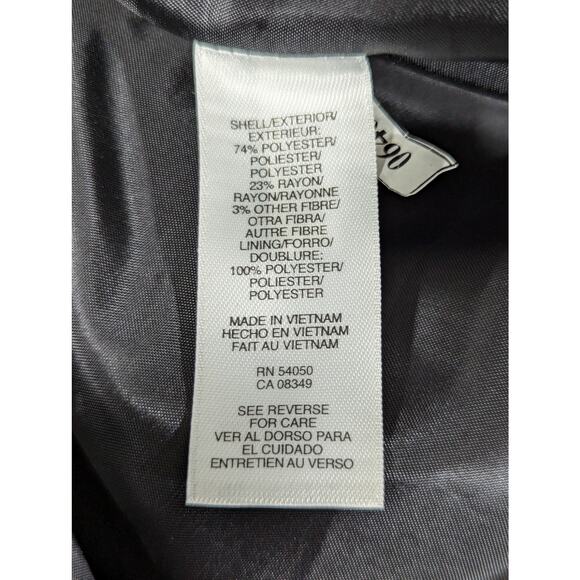 SHELL/EXTERIOR/
EXTERIEUR:
74% POLYESTER/
POLIESTER/
POLYESTER
23% RAYON/
RAYON/RAYONNE
3% OTHER FIBRE/
OTRA FIBRA/
AUTRE FIBRE
LINING/FORRO/
DOUBLURE:
100% POLYESTER/
POLIESTER/
POLYESTER
MADE IN VIETNAM
HECHO EN VIETNAM
FAIT AU VIETNAM
RN 54050
CA 08349
SEE REVERSE
FOR CARE
VER AL DORSO PARA
EL CUIDADO
ENTRETIEN AU VERSO